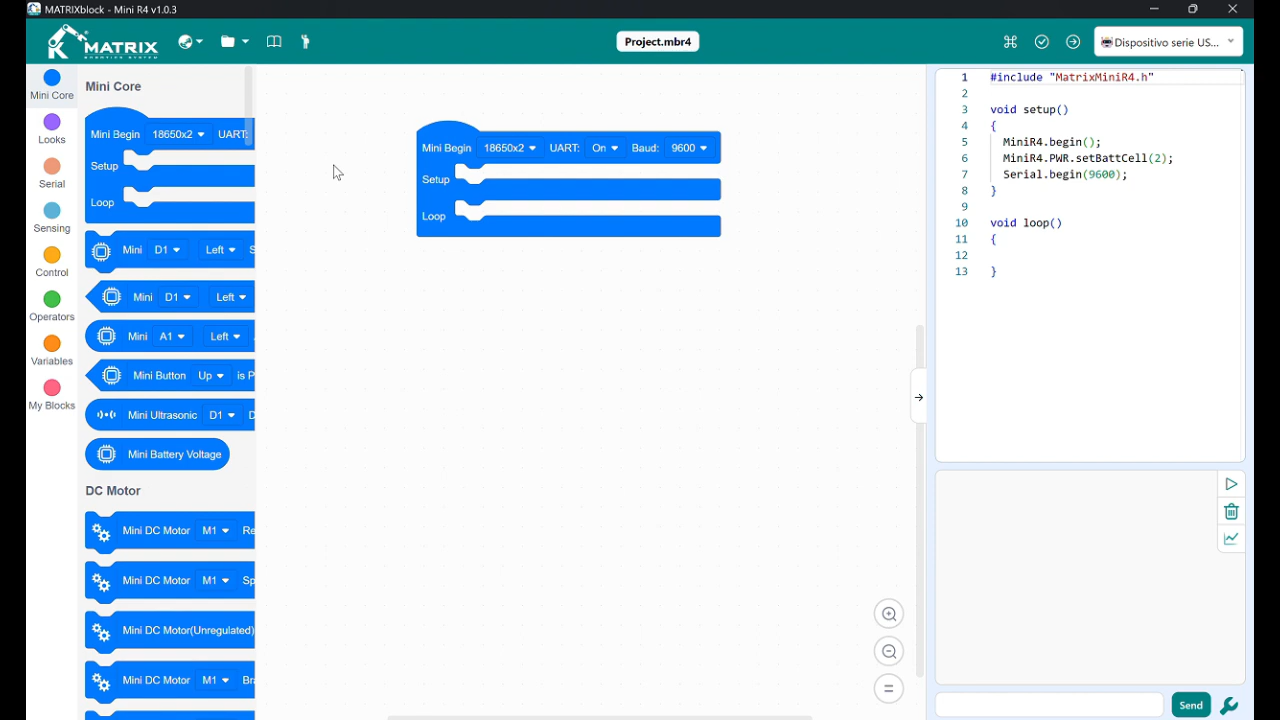 MATRIXblock - Mini R4 v1.0.3
MATRIX
Project.mbr4
Dispositivo serie US...
Mini Core
Looks
Serial
Sensing
Control
Operators
Variables
My Blocks
Mini Core
Mini Begin 18650x2 UART:
Setup
Loop
Mini D1 Left S
Mini D1 Left
Mini A1 Left
Mini Button Up is P
Mini Ultrasonic D1 D
Mini Battery Voltage
DC Motor
Mini DC Motor M1 Re
Mini DC Motor M1 Sp
Mini DC Motor(Unregulated)
Mini DC Motor M1 Bra
Mini Begin 18650x2 UART: On Baud: 9600
Setup
Loop
1 #include "MatrixMiniR4.h"
2
3 void setup()
4 {
5 MiniR4.begin();
6 MiniR4.PWR.setBattCell(2);
7 Serial.begin(9600);
8 }
9
10 void loop()
11 {
12
13 }
Send